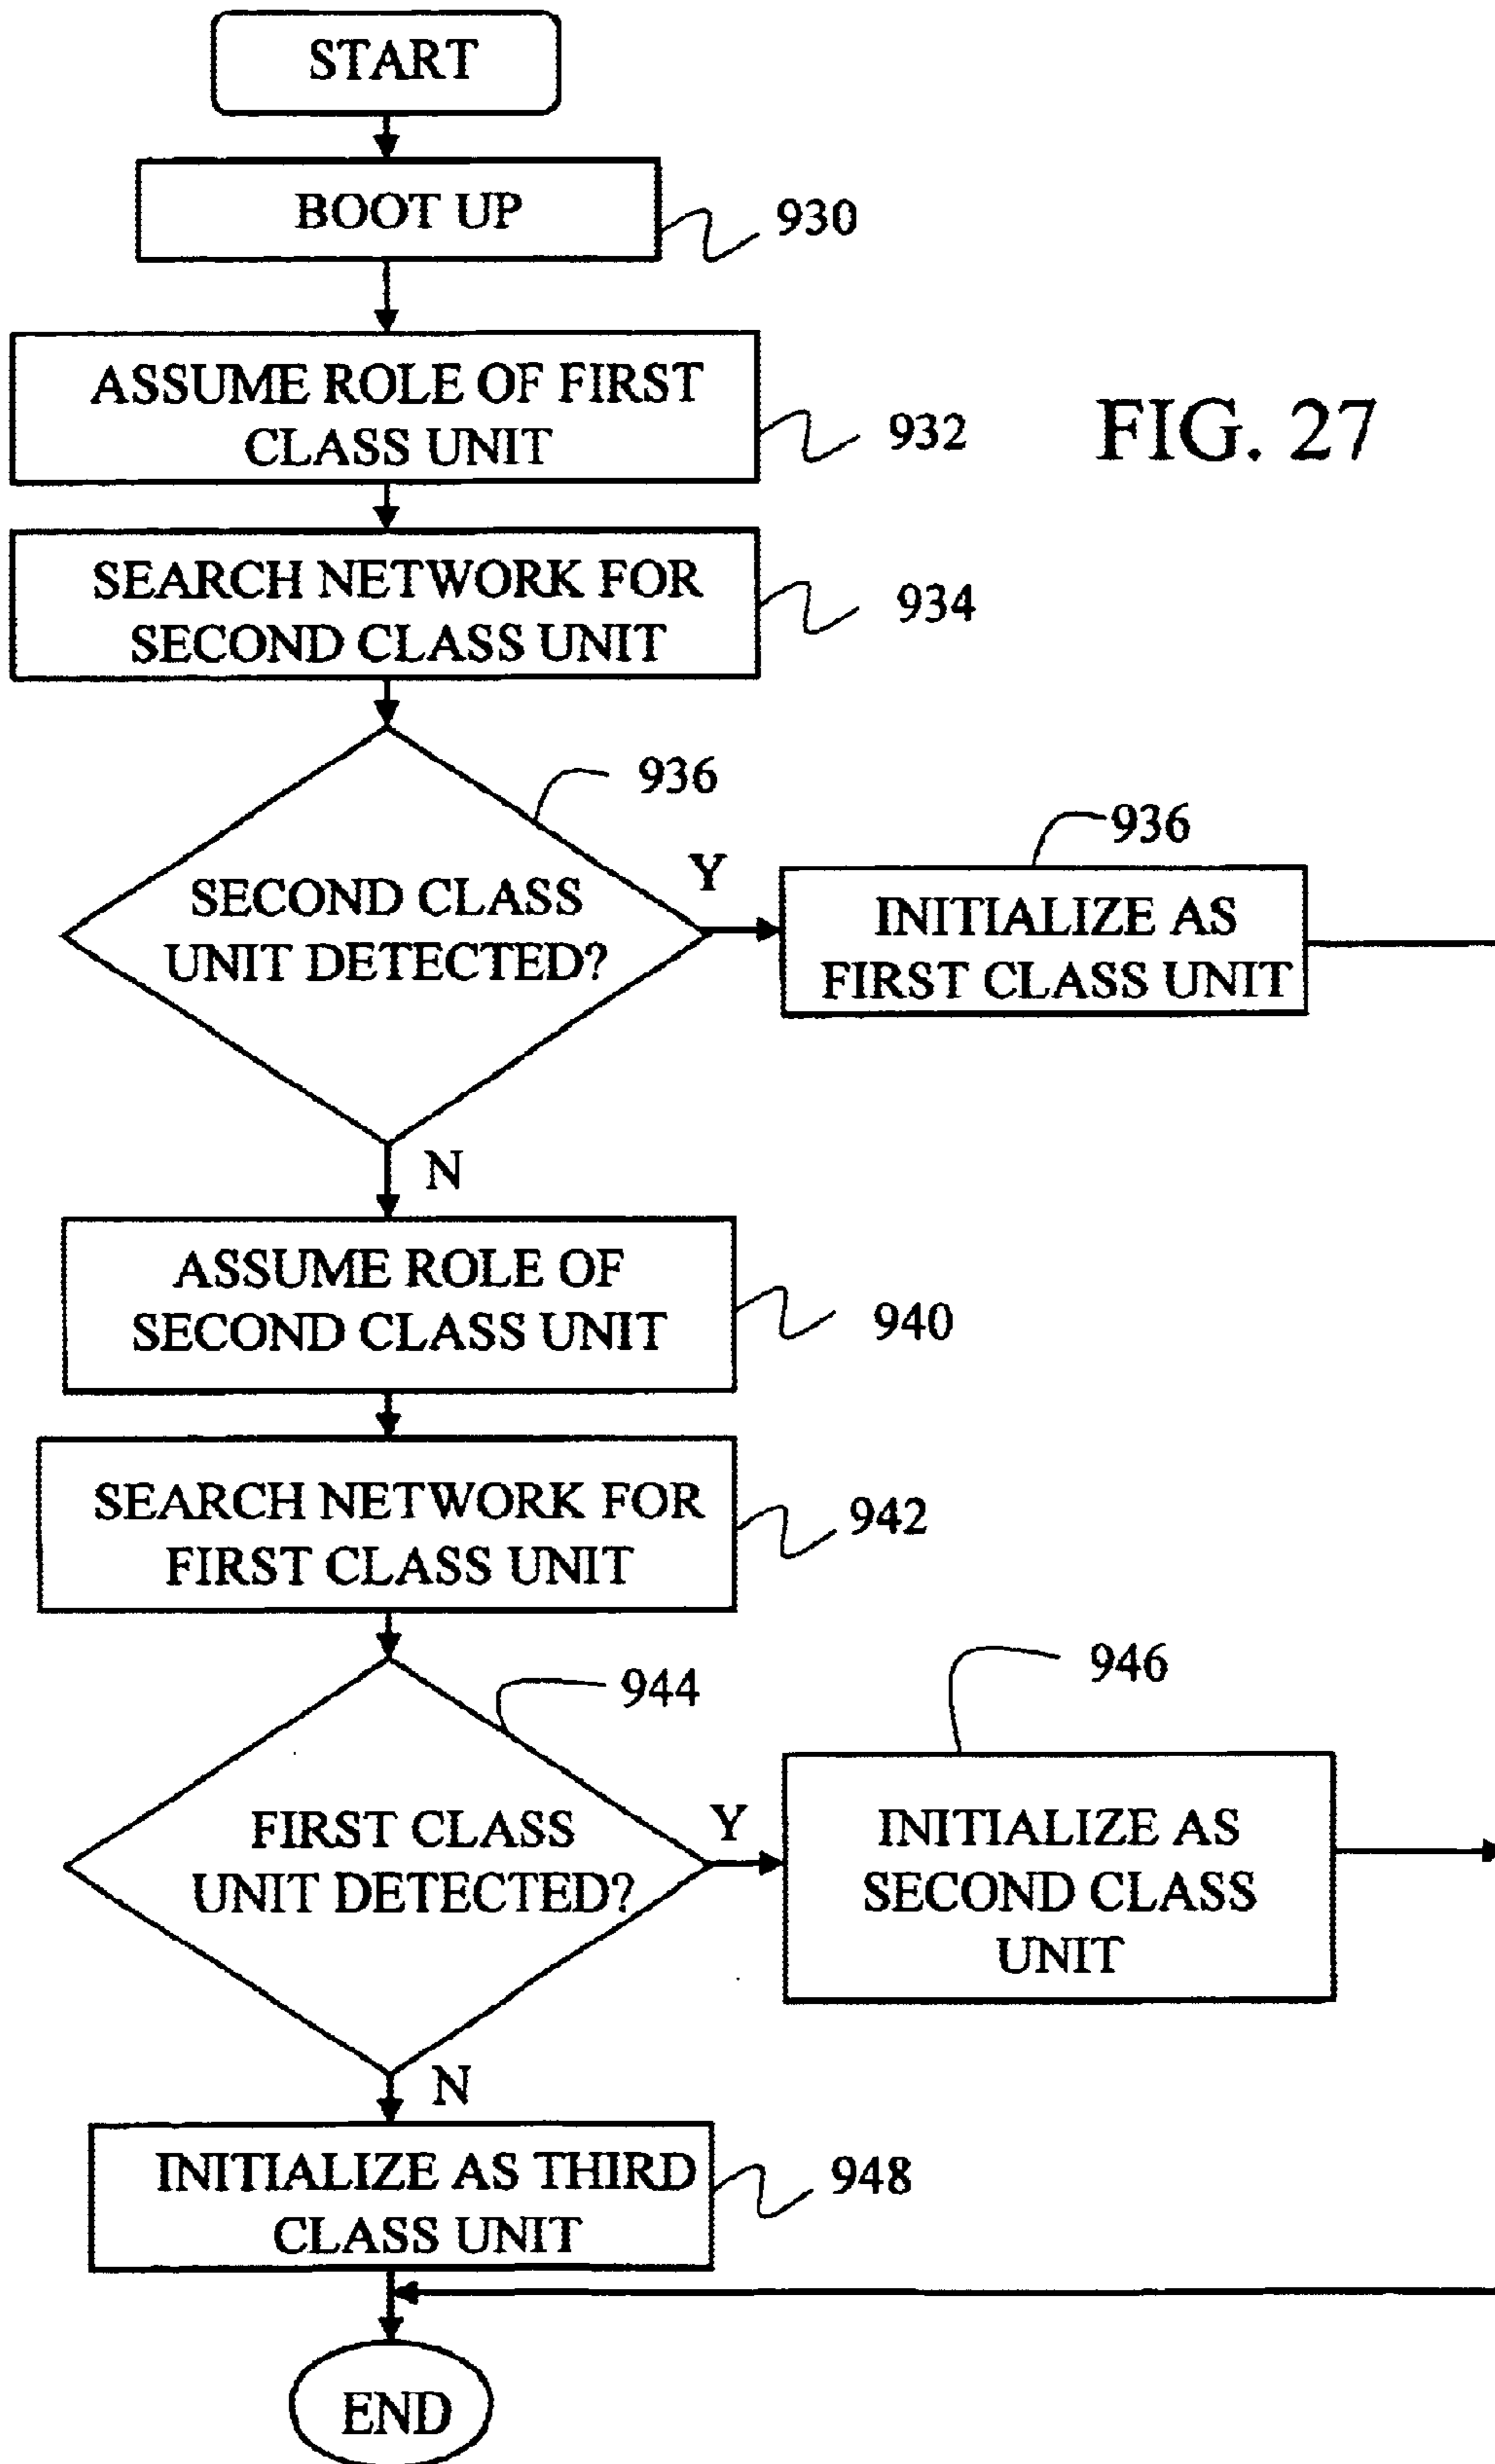 START
BOOT UP
930
ASSUME ROLE OF FIRST
CLASS UNIT
932
FIG. 27
SEARCH NETWORK FOR
SECOND CLASS UNIT
934
936
SECOND CLASS
UNIT DETECTED?
Y
936
INITIALIZE AS
FIRST CLASS UNIT
N
ASSUME ROLE OF
SECOND CLASS UNIT
940
SEARCH NETWORK FOR
FIRST CLASS UNIT
942
944
FIRST CLASS
UNIT DETECTED?
Y
946
INITIALIZE AS
SECOND CLASS
UNIT
N
INITIALIZE AS THIRD
CLASS UNIT
948
END